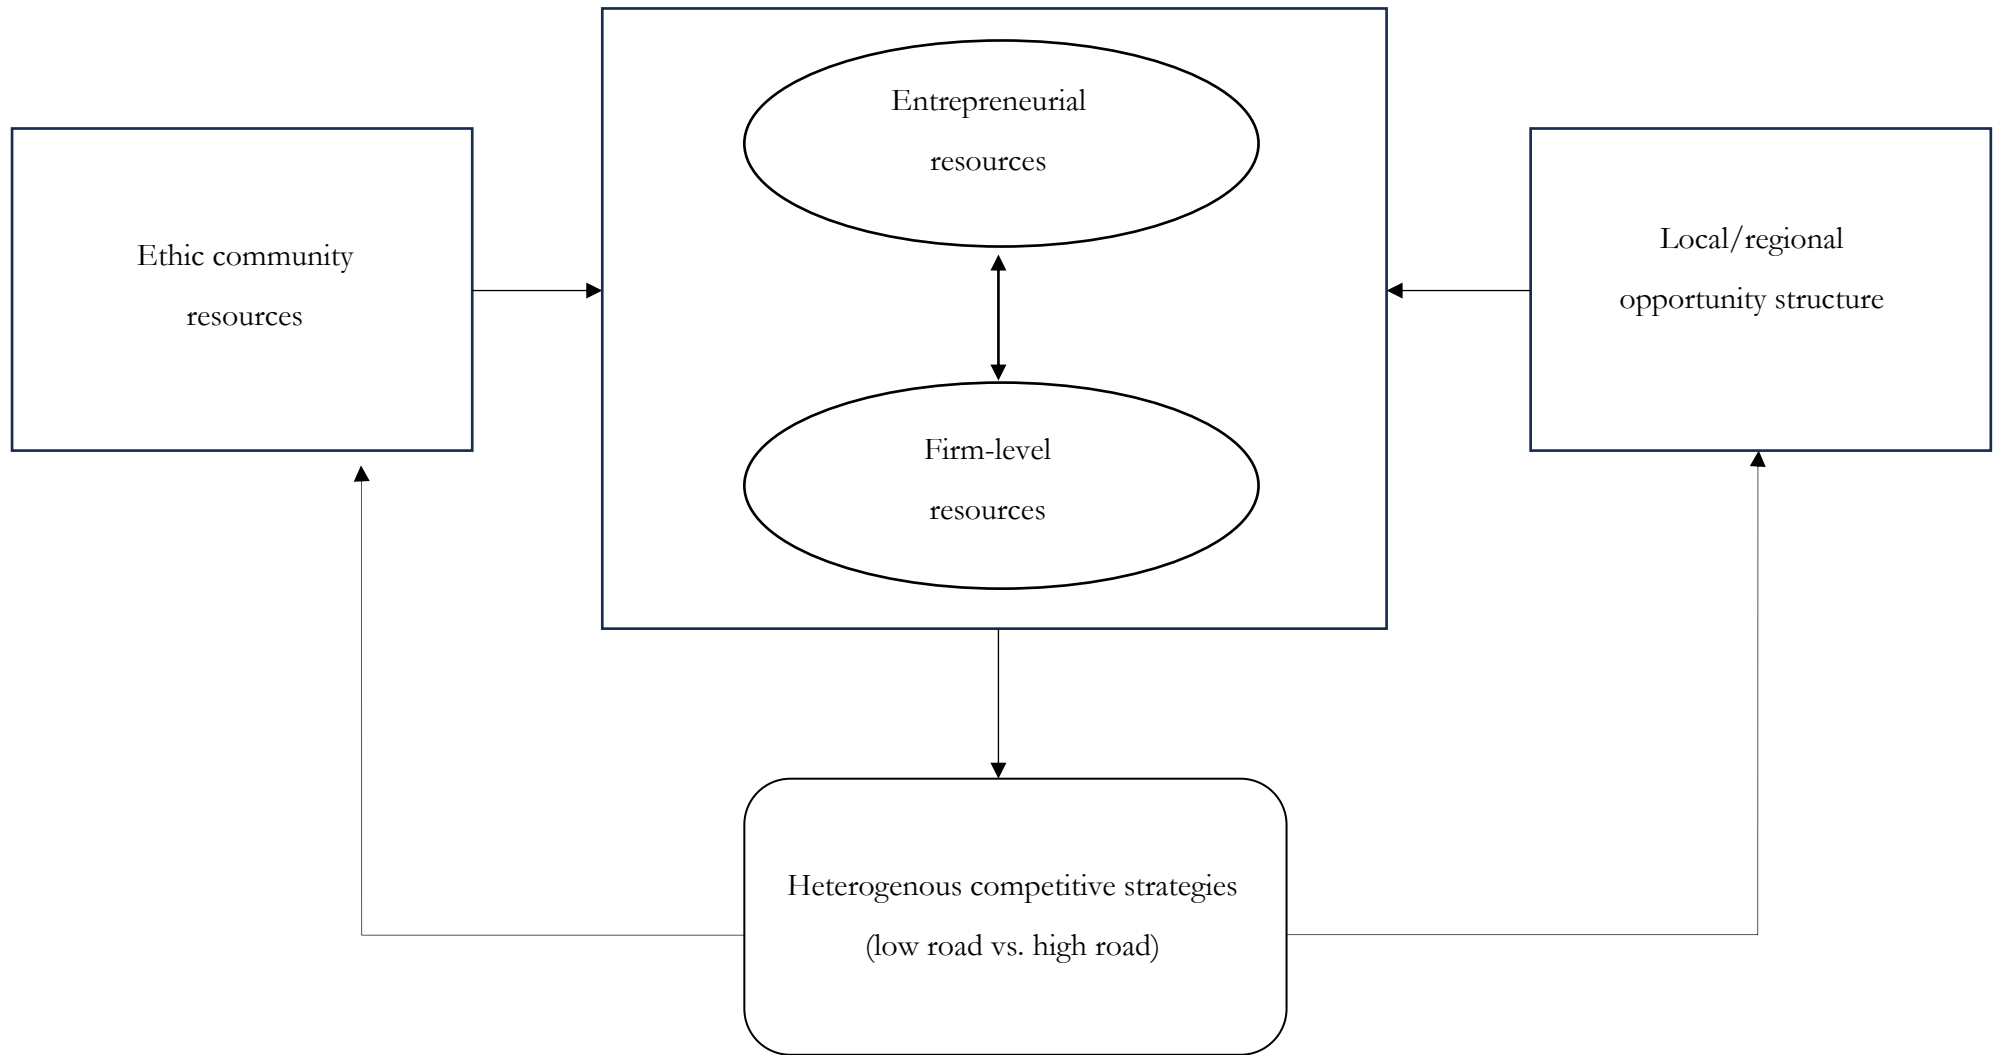 Entrepreneurial
resources
Ethic community
resources
Local/regional
opportunity structure
Firm-level
resources
Heterogenous competitive strategies
(low road vs. high road)